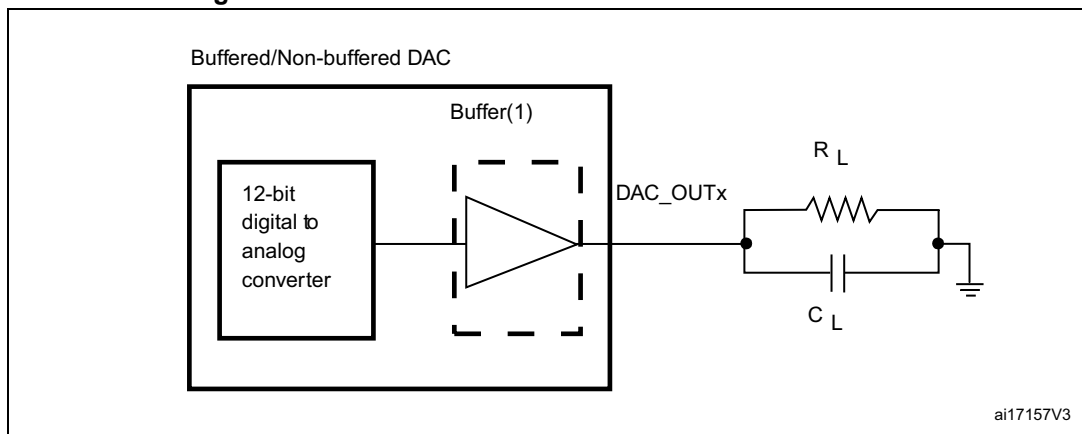 Buffered/Non-buffered DAC
Buffer(1)
12-bit
digital to
analog
converter
DAC_OUTx
R L
C L
ai17157V3